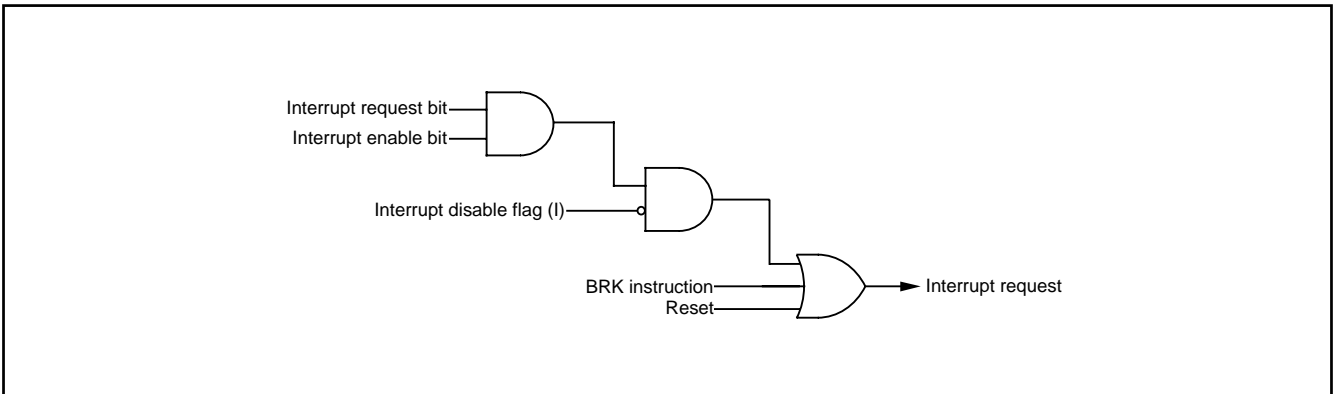 Interrupt request bit
Interrupt enable bit
Interrupt disable flag (I)
BRK instruction
Reset
Interrupt request